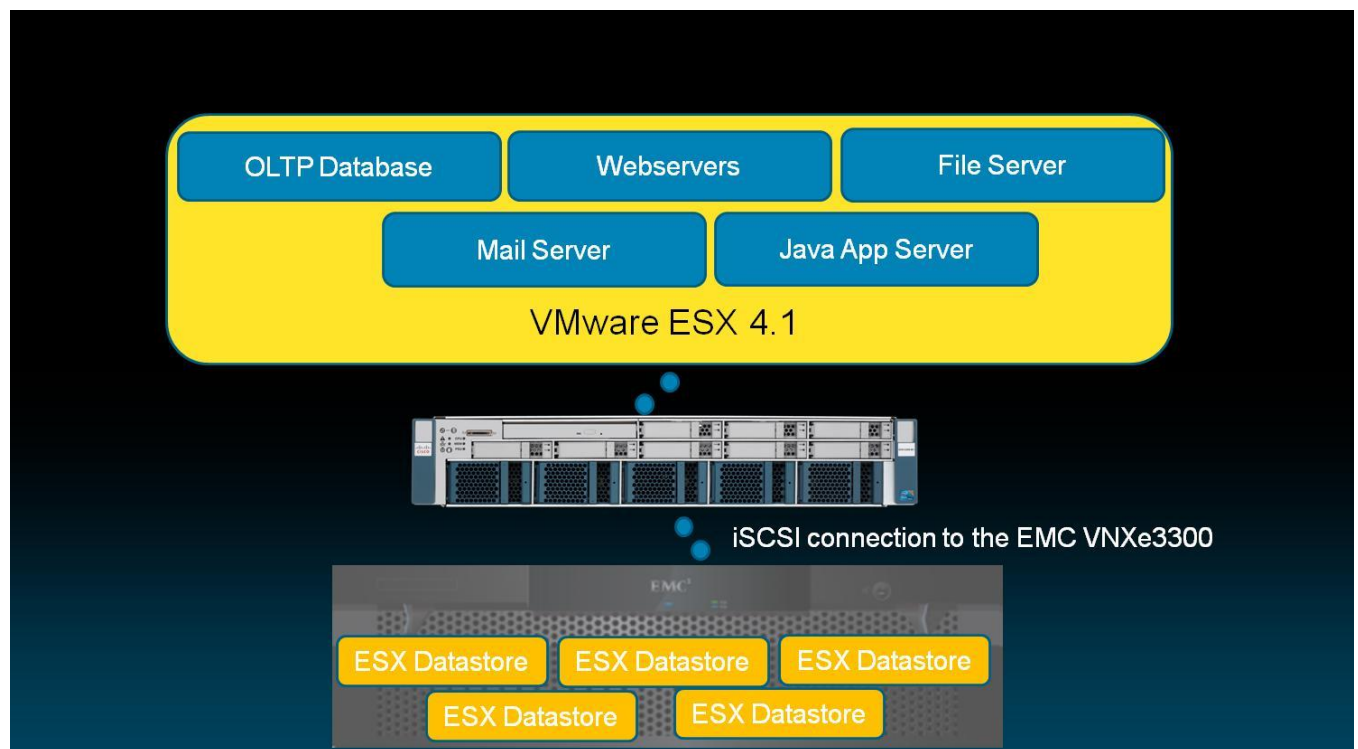 OLTP Database
Webservers
File Server
Mail Server
Java App Server
VMware ESX 4.1
iSCSI connection to the EMC VNXe3300
EMC²
ESX Datastore
ESX Datastore
ESX Datastore
ESX Datastore
ESX Datastore